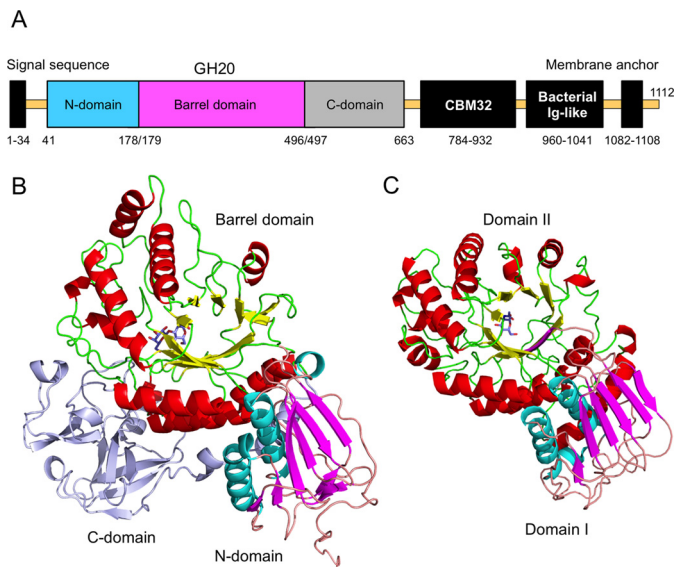 A
Signal sequence
GH20
Membrane anchor
N-domain
Barrel domain
C-domain
CBM32
Bacterial
Ig-like
1112
1-34
41
178/179
496/497
663
784-932
960-1041
1082-1108
B
Barrel domain
C-domain
N-domain
C
Domain II
Domain I